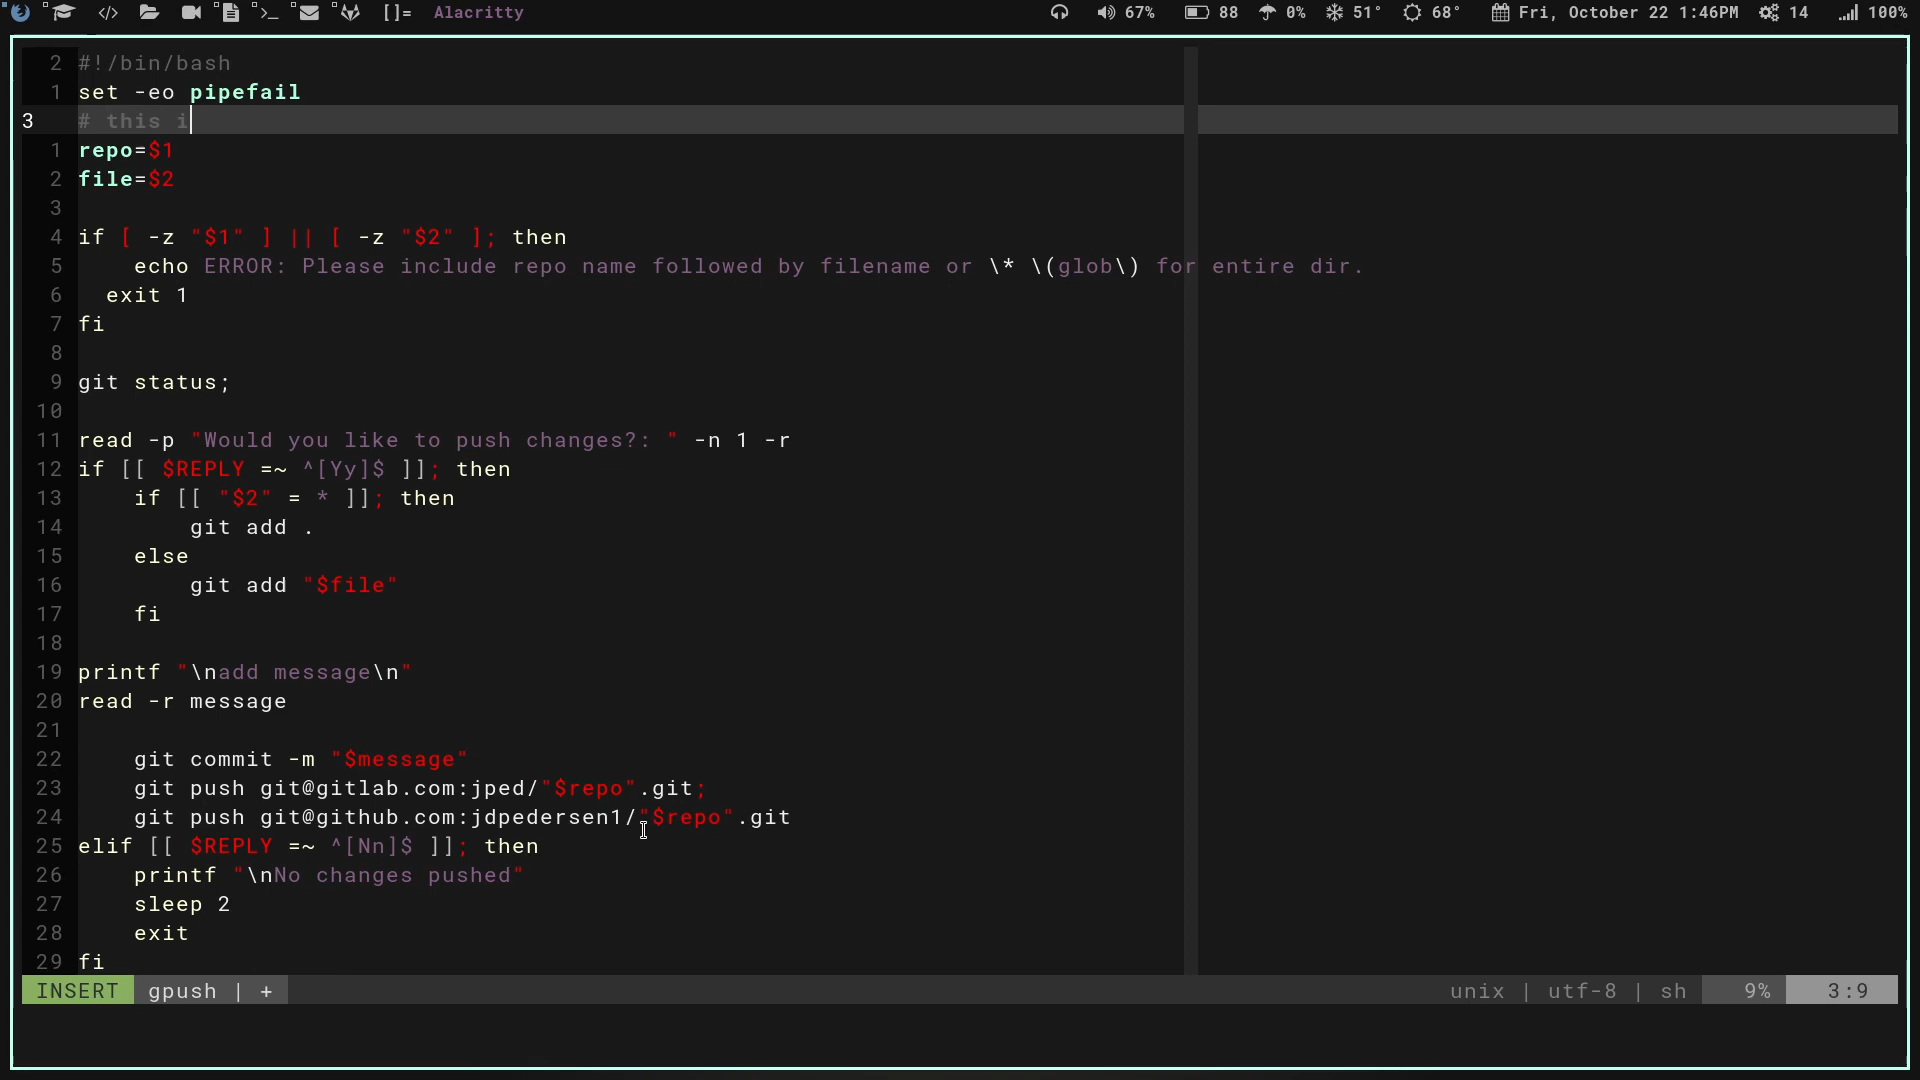 </> >_ []= Alacritty 67% 88 0% 51° 68° Fri, October 22 1:46PM 14 100%
2 #!/bin/bash
1 set -eo pipefail
3 # this i
1 repo=$1
2 file=$2
3
4 if [ -z "$1" ] || [ -z "$2" ]; then
5 echo ERROR: Please include repo name followed by filename or \* \(glob\) for entire dir.
6 exit 1
7 fi
8
9 git status;
10
11 read -p "Would you like to push changes?: " -n 1 -r
12 if [[ $REPLY =~ ^[Yy]$ ]]; then
13 if [[ "$2" = * ]]; then
14 git add .
15 else
16 git add "$file"
17 fi
18
19 printf "\nadd message\n"
20 read -r message
21
22 git commit -m "$message"
23 git push git@gitlab.com:jped/"$repo".git;
24 git push git@github.com:jdpedersen1/"$repo".git
25 elif [[ $REPLY =~ ^[Nn]$ ]]; then
26 printf "\nNo changes pushed"
27 sleep 2
28 exit
29 fi
INSERT gpush | + unix | utf-8 | sh 9% 3:9